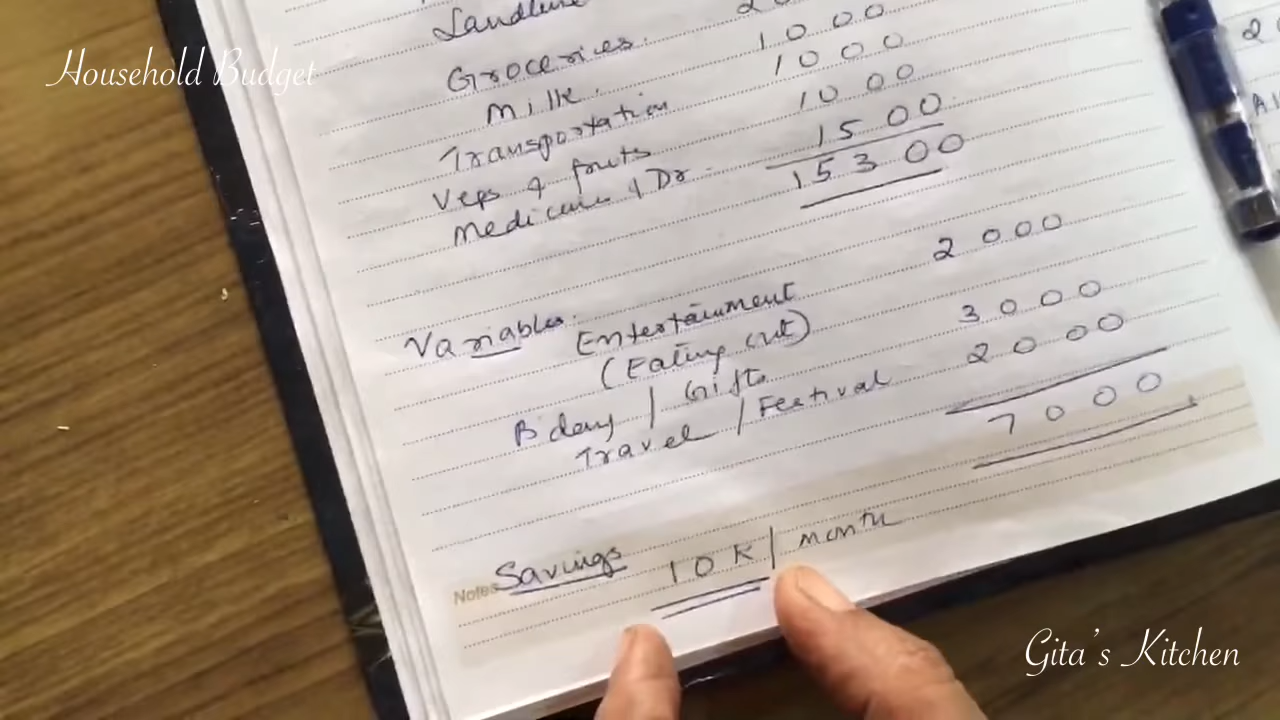 Household Budget
Landline
Groceries.
Milk. 1000
Transportation 1000
Vegs & fruits 1000
Medicine & Dr. 1500
15300
Variables. Entertainment 2000
(Eating out)
B'day / Gifts 3000
Travel / Festival 2000
7000
Notes Savings 10K / month
Gita's Kitchen